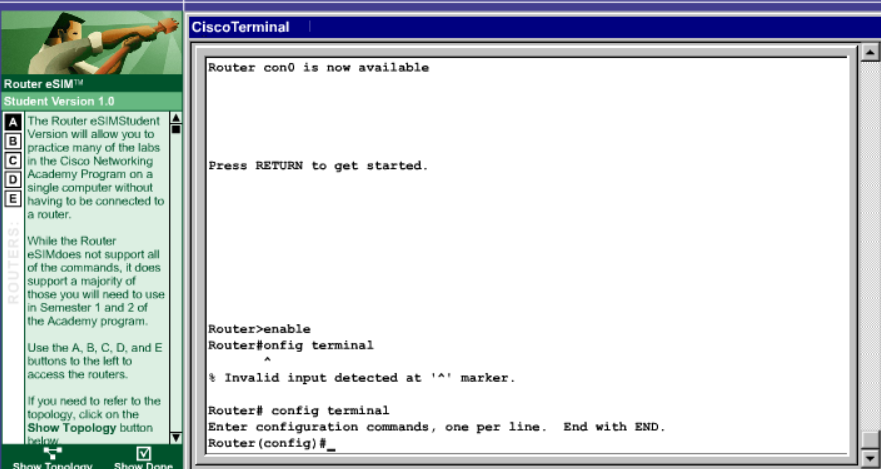 CiscoTerminal
Router eSIM™
Student Version 1.0
A
B
C
D
E
ROUTERS:
The Router eSIMStudent
Version will allow you to
practice many of the labs
in the Cisco Networking
Academy Program on a
single computer without
having to be connected to
a router.
While the Router
eSIMdoes not support all
of the commands, it does
support a majority of
those you will need to use
in Semester 1 and 2 of
the Academy program.
Use the A, B, C, D, and E
buttons to the left to
access the routers.
If you need to refer to the
topology, click on the
Show Topology button
below.
Show Topology
Show Done
Router con0 is now available
Press RETURN to get started.
Router>enable
Router#onfig terminal
^
% Invalid input detected at '^' marker.
Router# config terminal
Enter configuration commands, one per line.  End with END.
Router(config)#_